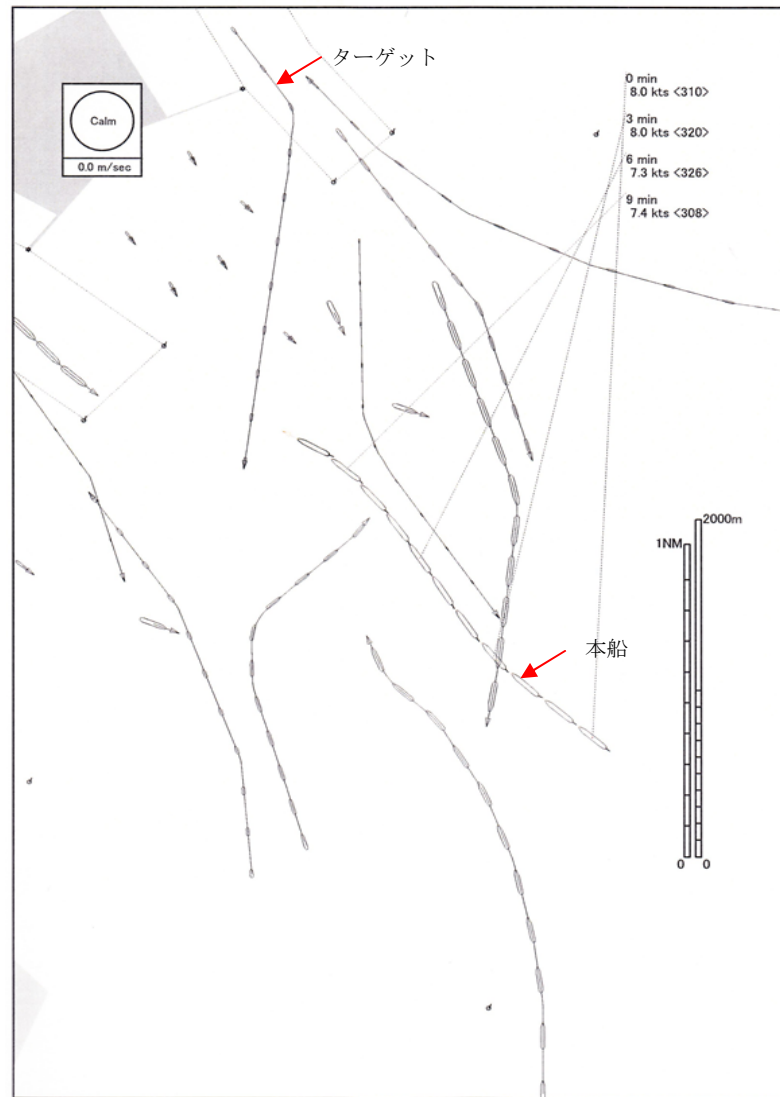 ターゲット
Calm
0.0 m/sec
0 min
8.0 kts <310>
3 min
8.0 kts <320>
6 min
7.3 kts <326>
9 min
7.4 kts <308>
2000m
1NM
本船
0
0